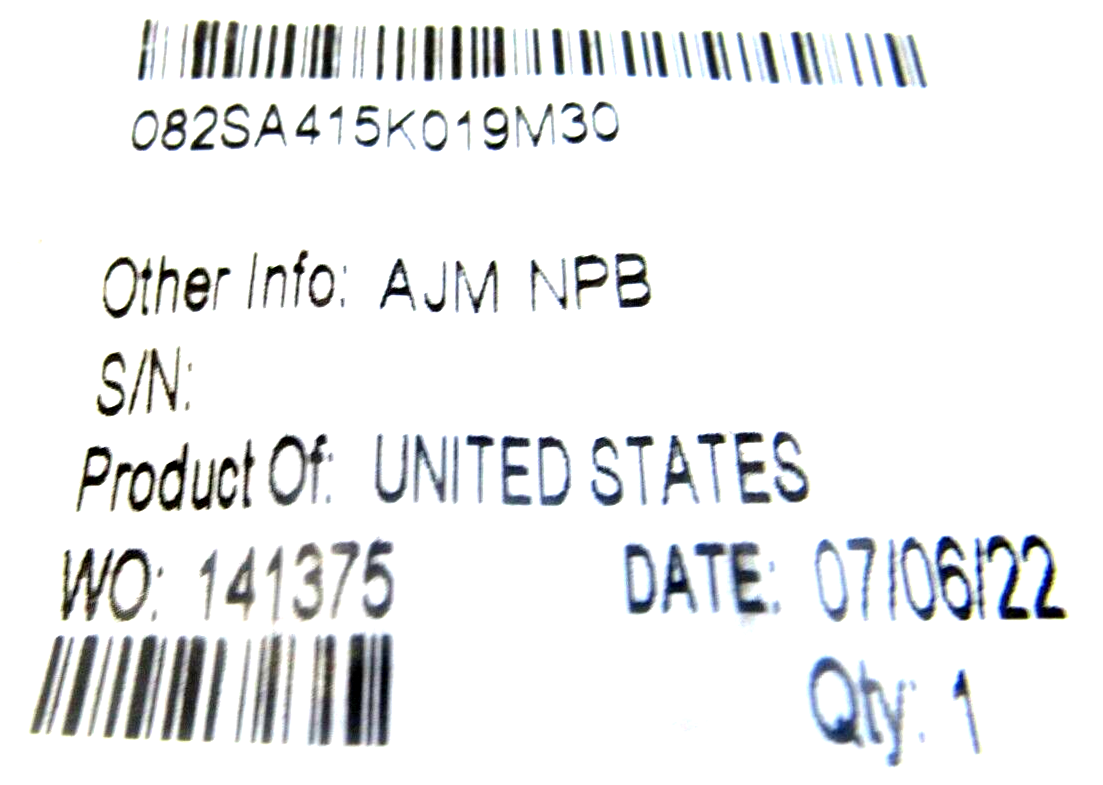 082SA415K019M30
Other Info: AJM NPB
S/N:
Product Of: UNITED STATES
WO: 141375 DATE: 07/06/22
Qty: 1